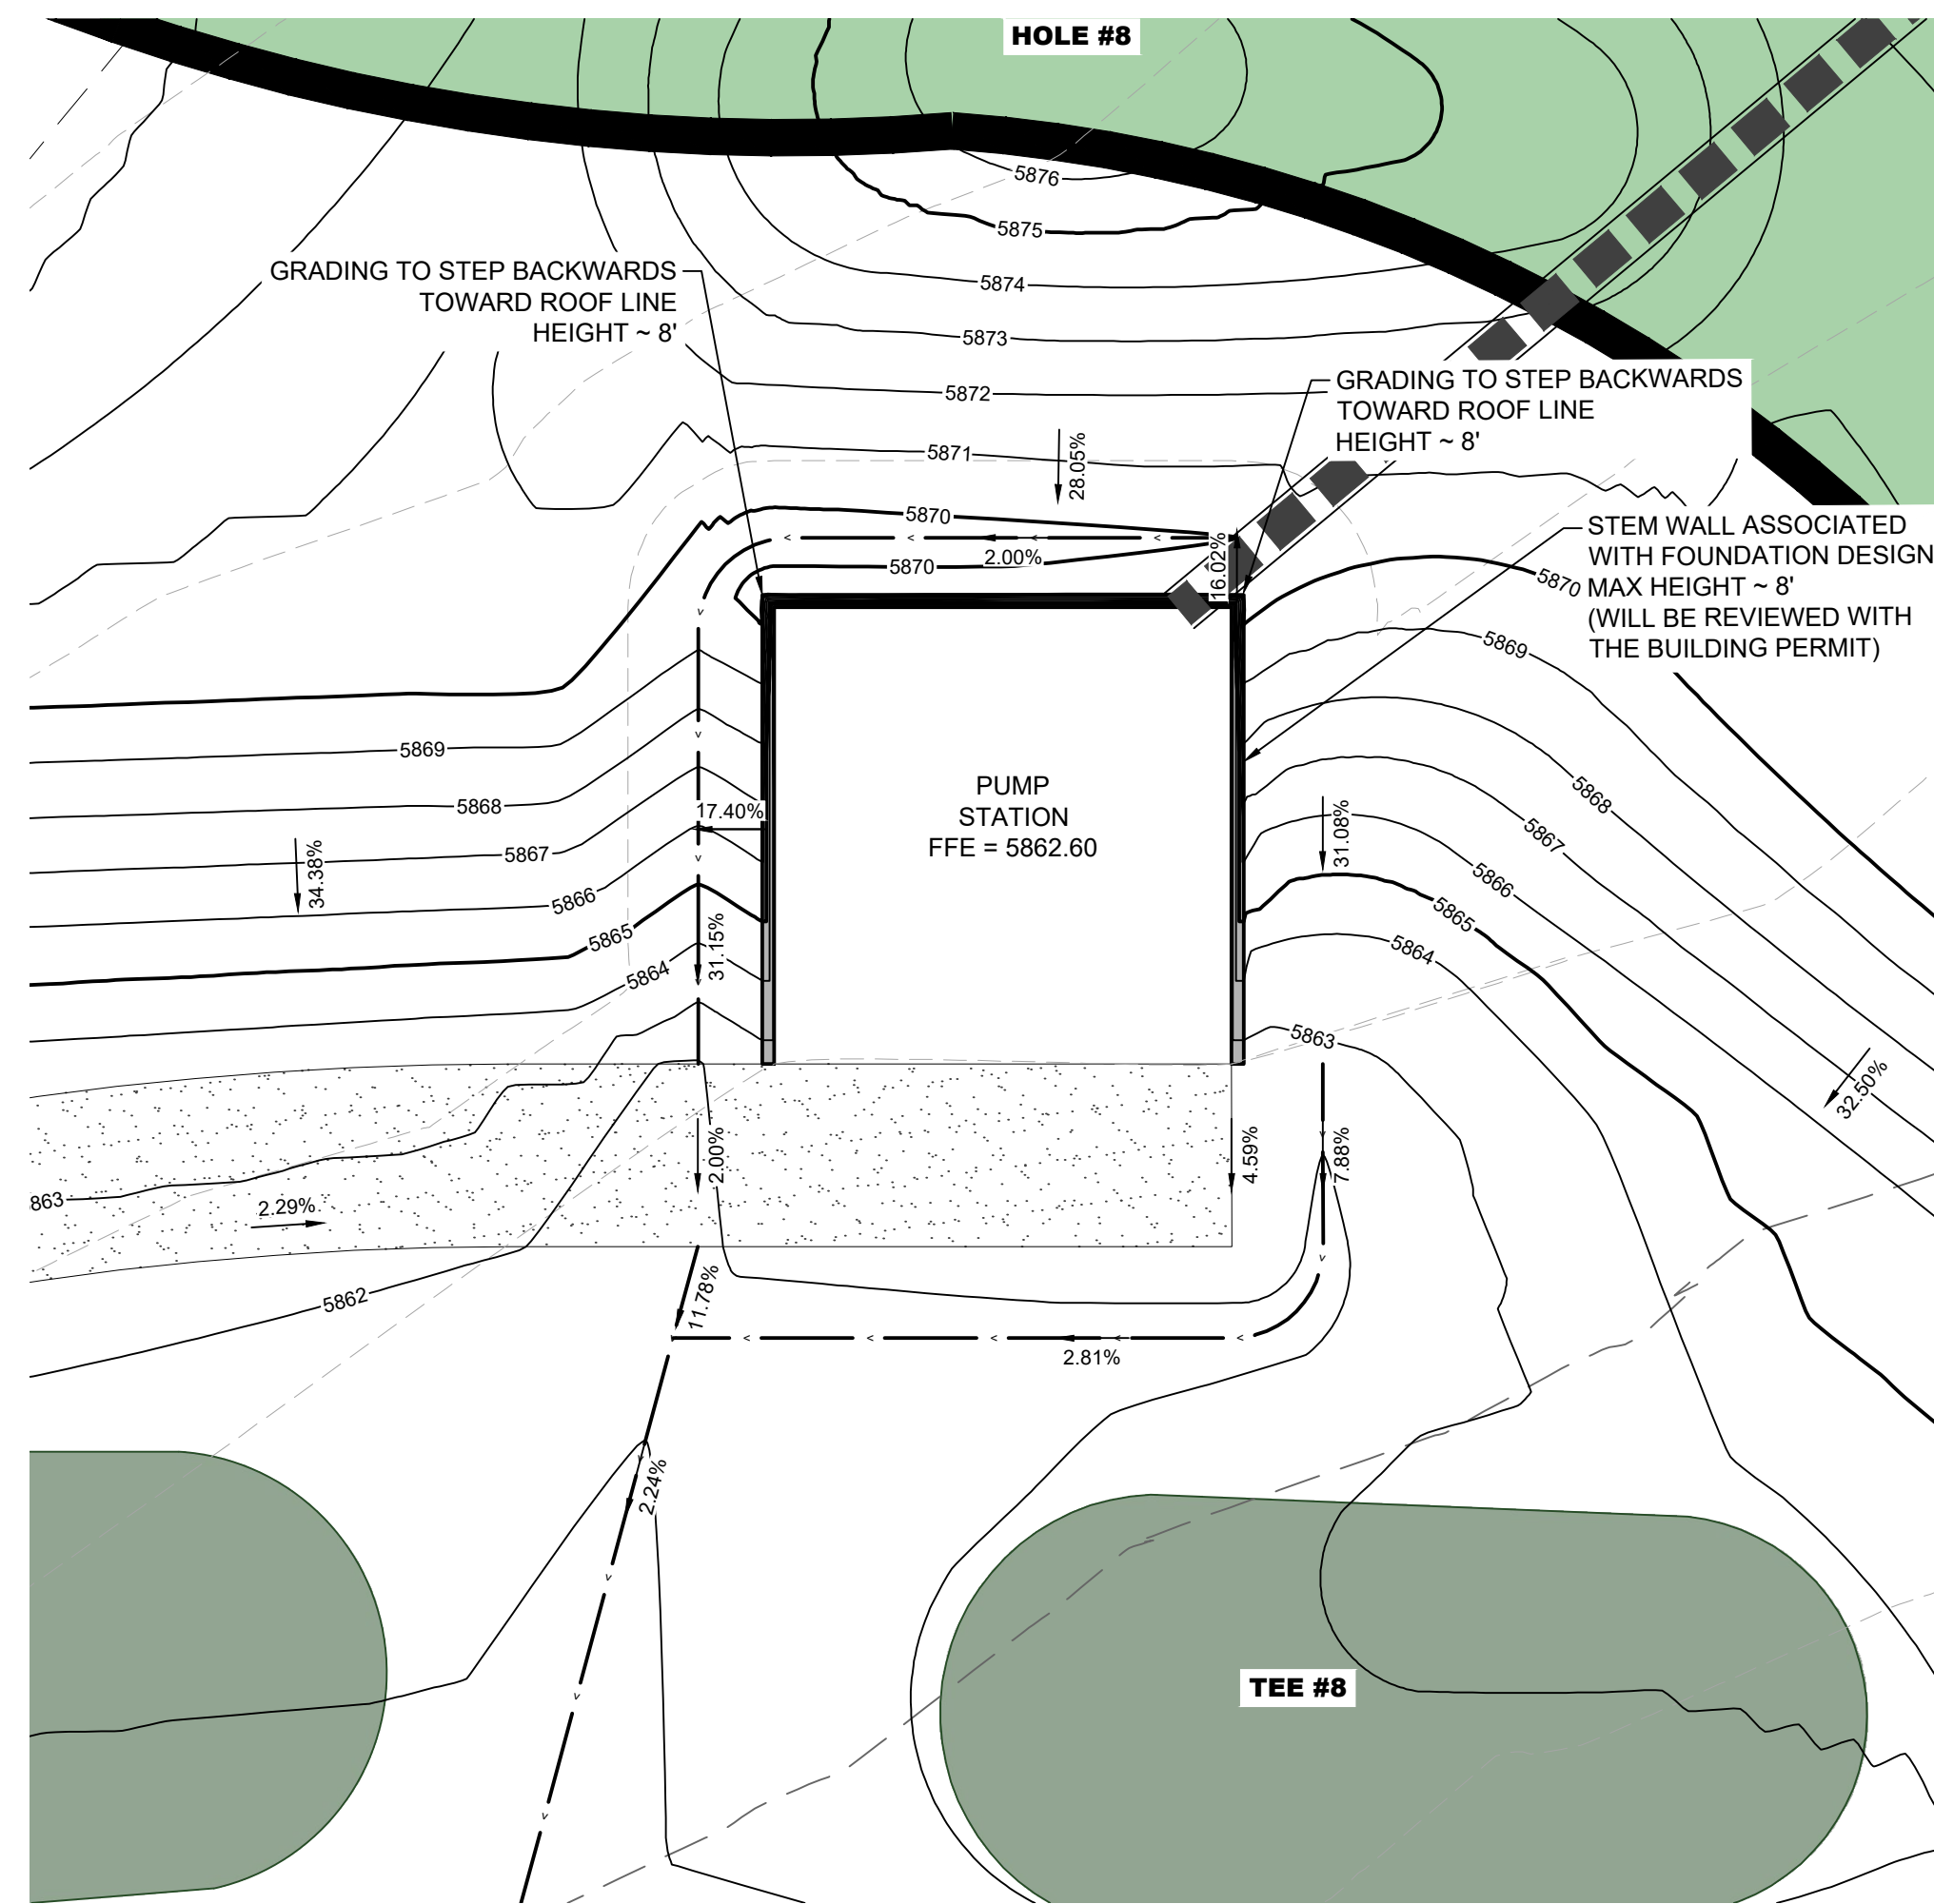 HOLE #8
5876
5875
GRADING TO STEP BACKWARDS
TOWARD ROOF LINE
HEIGHT ~ 8'
5874
5873
5872
GRADING TO STEP BACKWARDS
TOWARD ROOF LINE
HEIGHT ~ 8'
5871
28.05%
5870
2.00%
5870
16.02%
STEM WALL ASSOCIATED
WITH FOUNDATION DESIGN
MAX HEIGHT ~ 8'
(WILL BE REVIEWED WITH
THE BUILDING PERMIT)
5870
5869
5869
5868
5868
5867
5867
5866
5866
5865
5865
5864
5864
5863
17.40%
34.38%
31.15%
PUMP
STATION
FFE = 5862.60
31.08%
32.50%
863
2.29%
2.00%
4.59%
7.88%
5862
11.78%
2.81%
2.24%
TEE #8